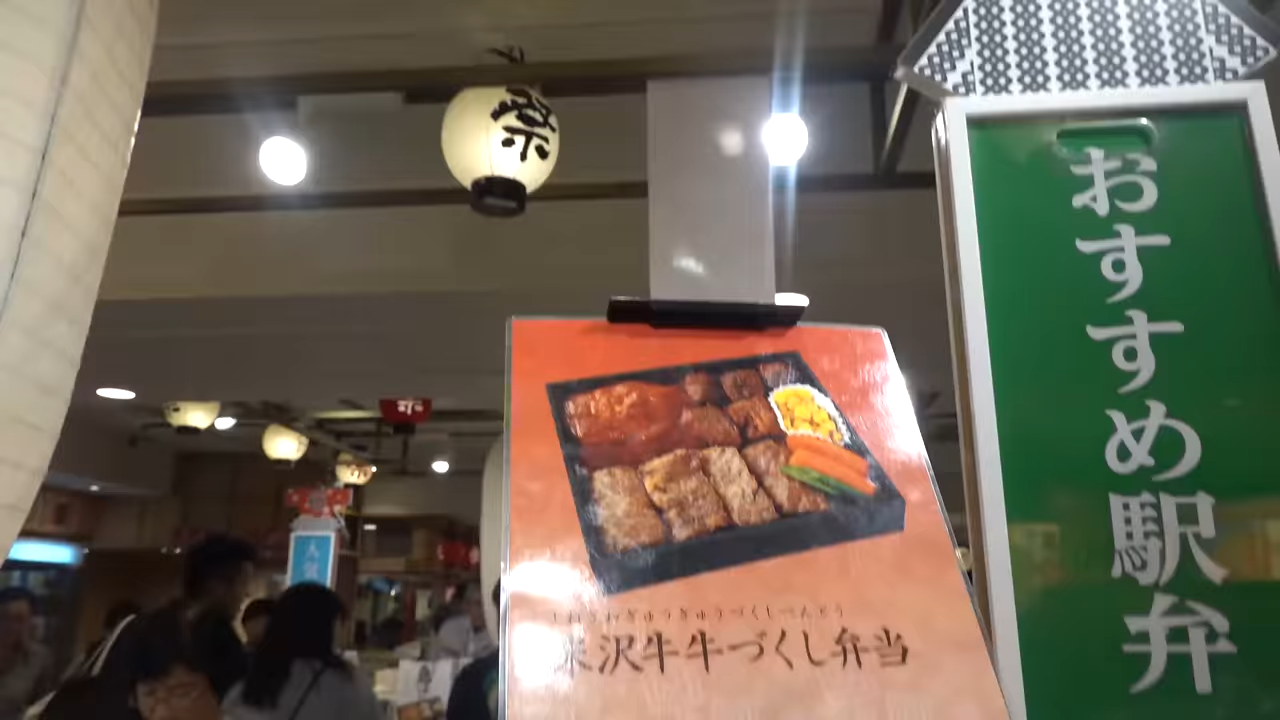 祭
おすすめ駅弁
よねざわぎゅうぎゅうづくしべんとう
米沢牛牛づくし弁当